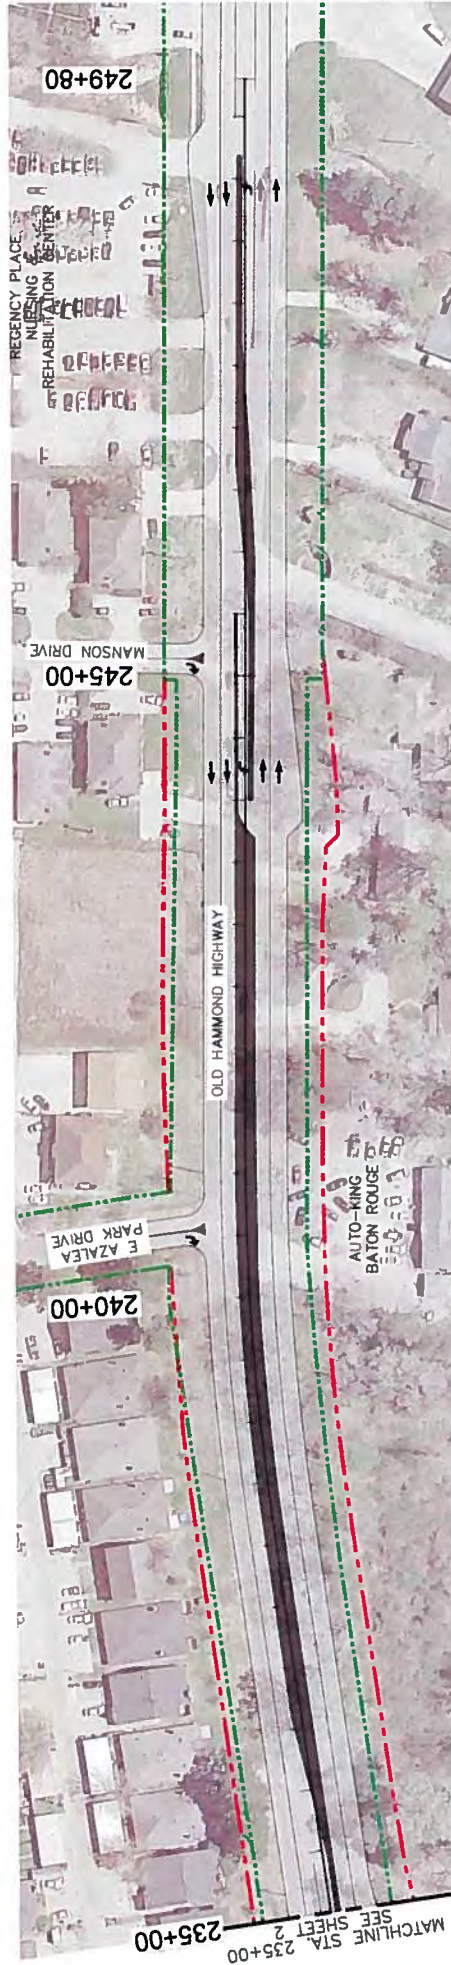 249+80
REGENCY PLACE
NURSING &
REHABILITATION CENTER
MANSON DRIVE
245+00
OLD HAMMOND HIGHWAY
E AZALEA
PARK DRIVE
AUTO-KING
BATON ROUGE
240+00
235+00
MATCHLINE STA. 235+00
SEE SHEET 2